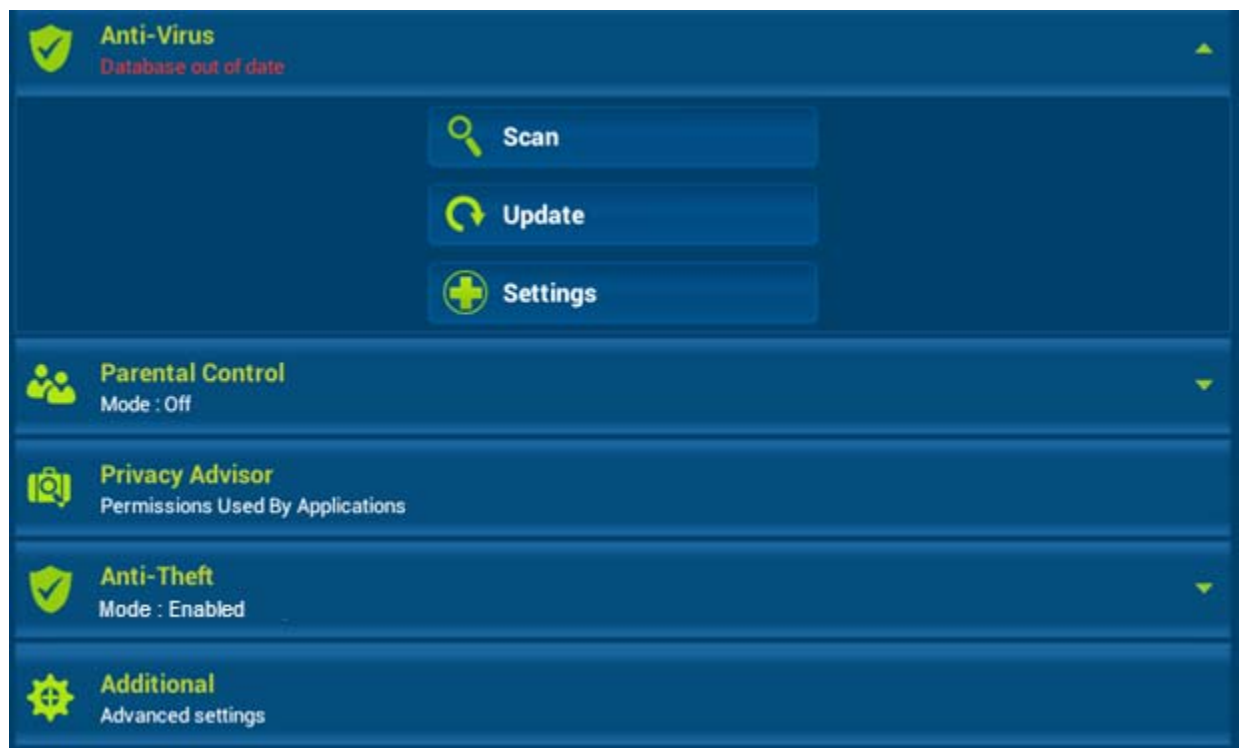 Anti-Virus
Database out of date
Scan
Update
Settings
Parental Control
Mode : Off
Privacy Advisor
Permissions Used By Applications
Anti-Theft
Mode : Enabled
Additional
Advanced settings